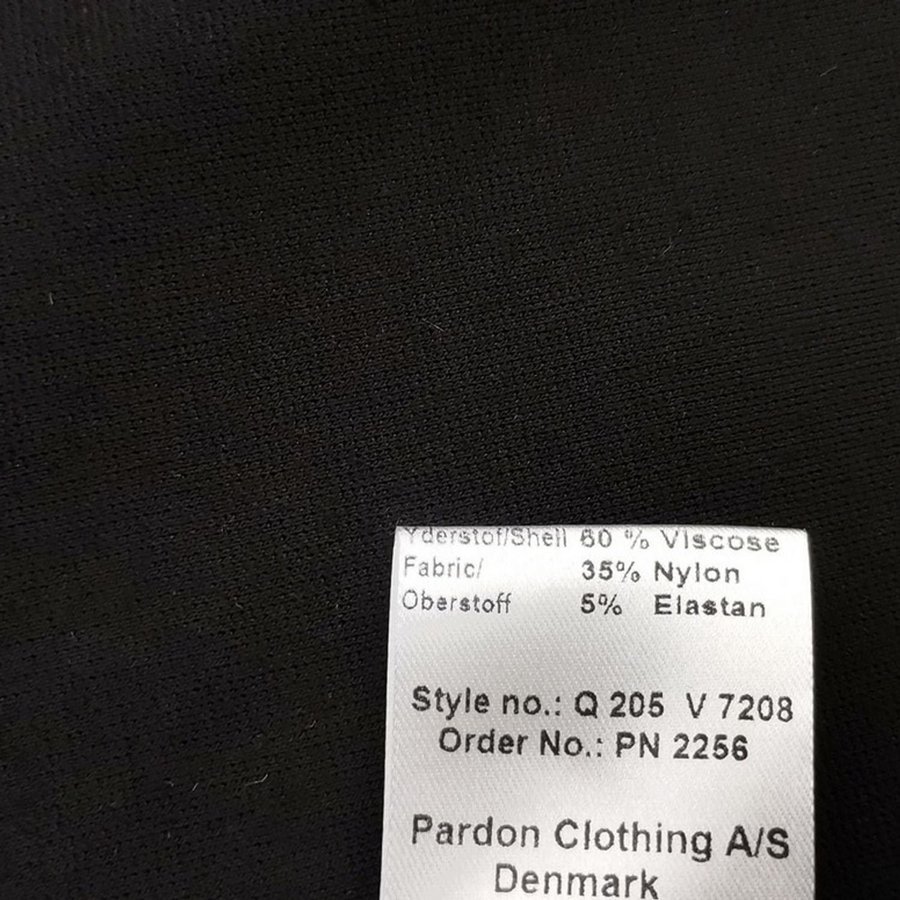 Yderstof/Shell 60 % Viscose
Fabric/ 35% Nylon
Oberstoff 5% Elastan
Style no.: Q 205 V 7208
Order No.: PN 2256
Pardon Clothing A/S
Denmark